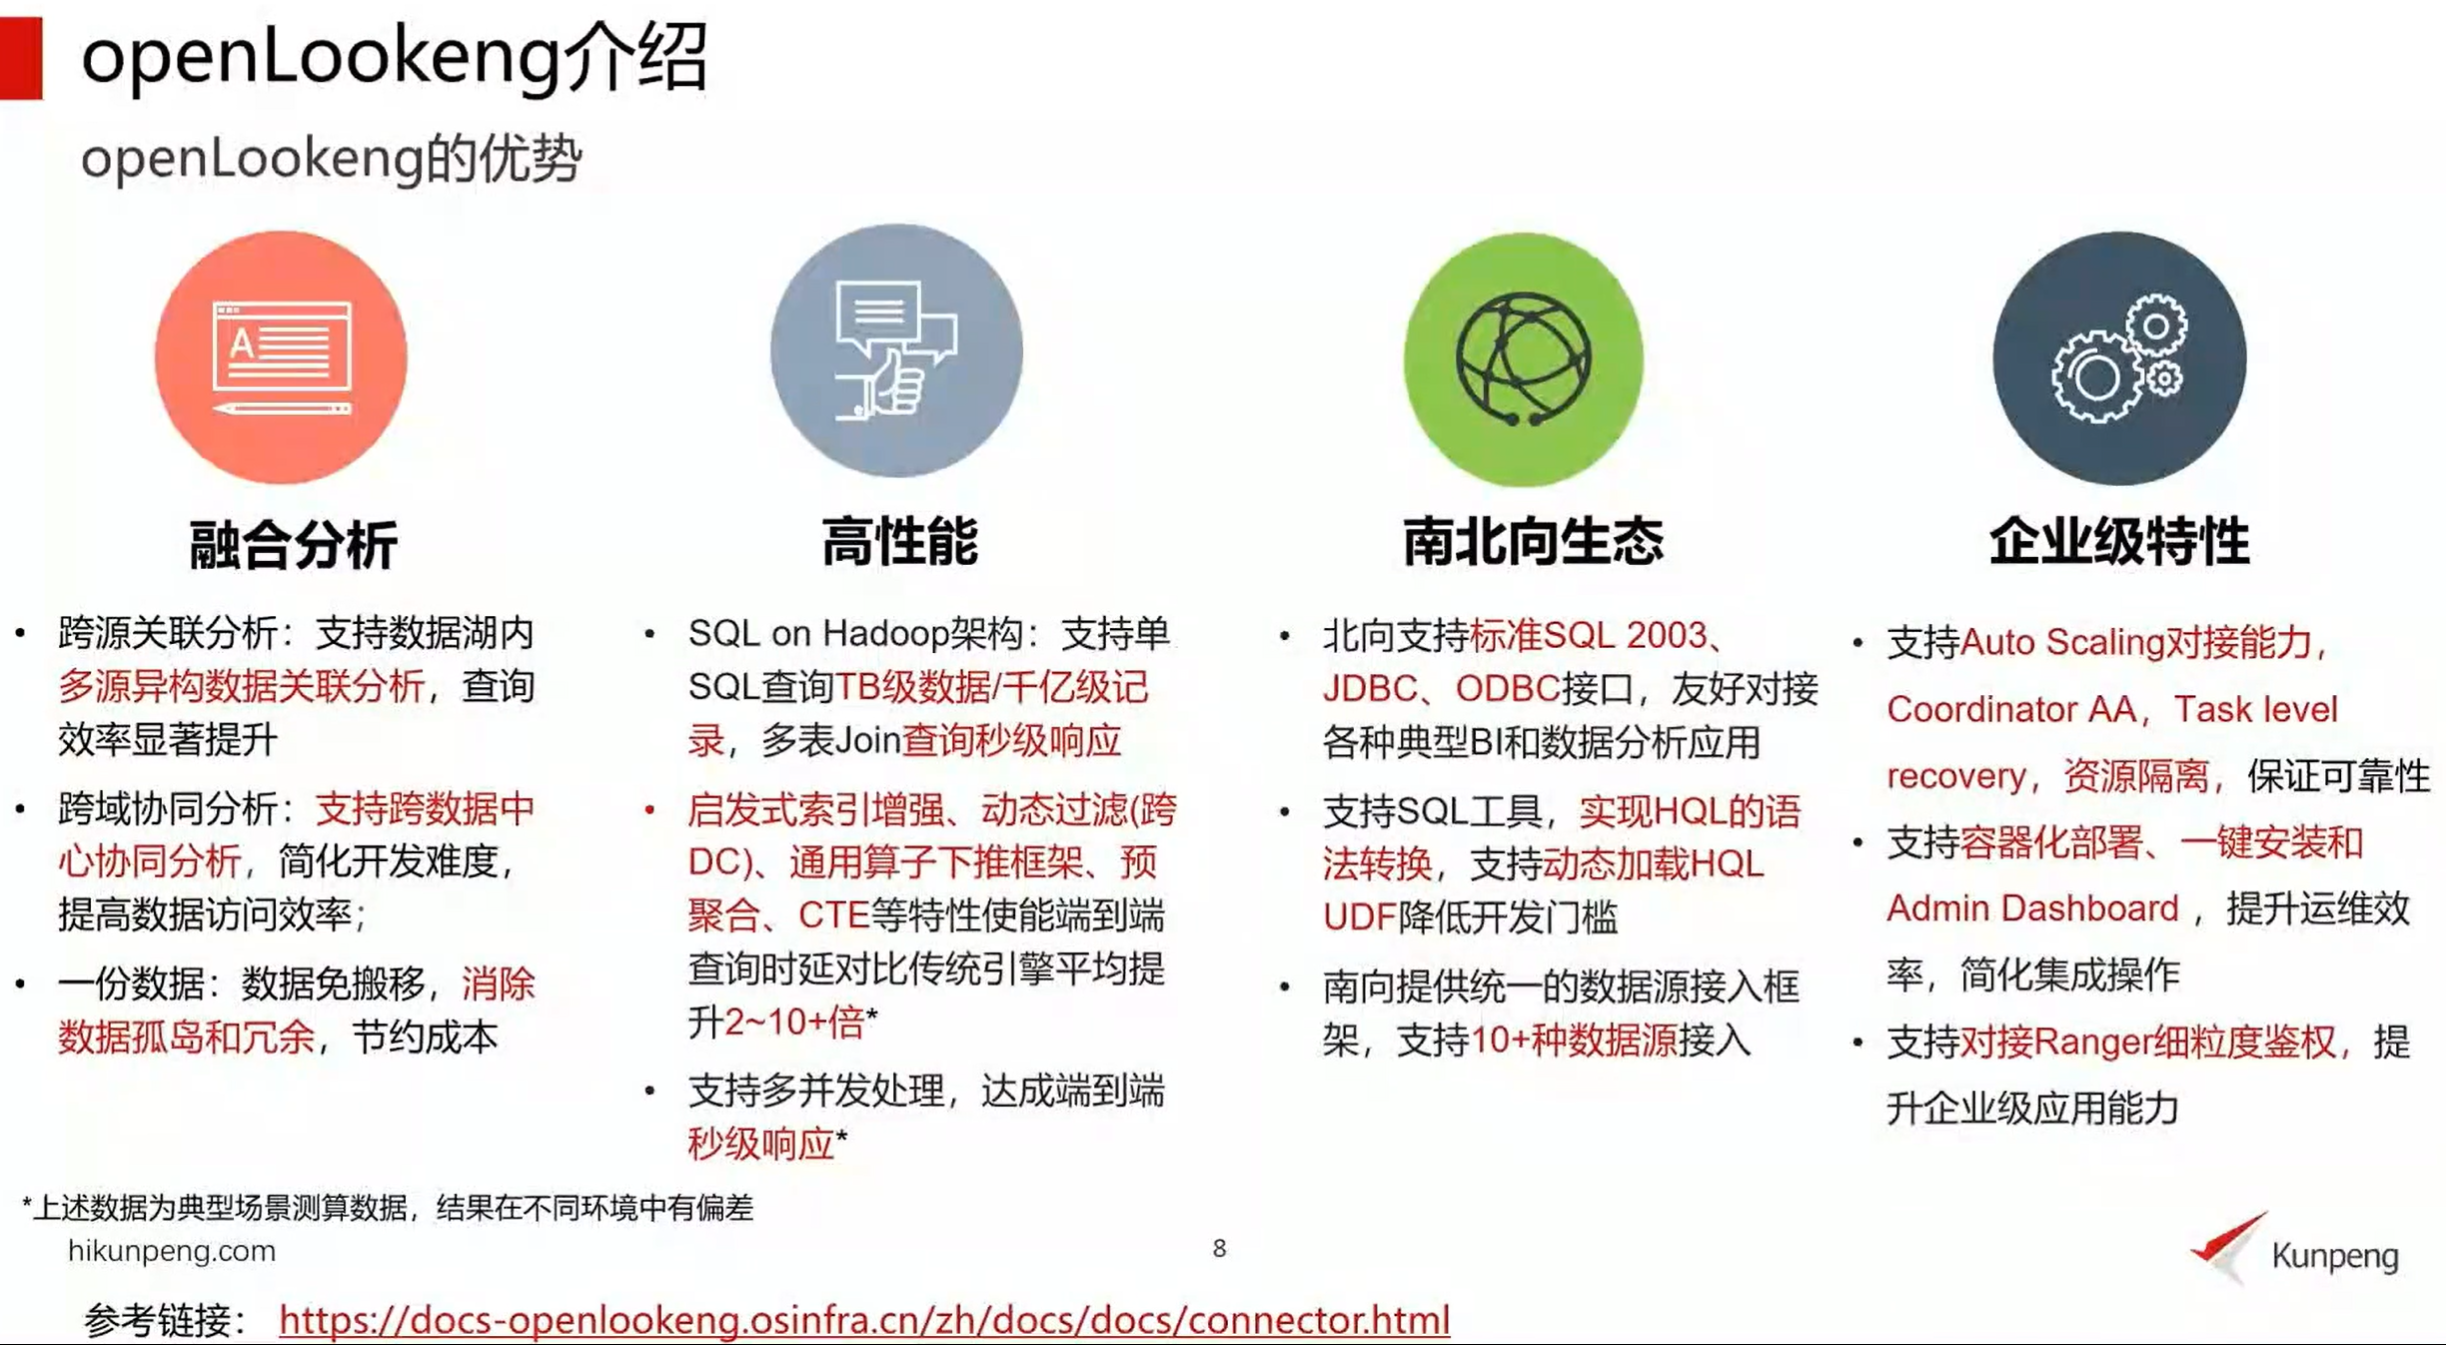 openLookeng介绍
openLookeng的优势
A
融合分析
• 跨源关联分析：支持数据湖内
多源异构数据关联分析，查询
效率显著提升
• 跨域协同分析：支持跨数据中
心协同分析，简化开发难度，
提高数据访问效率；
• 一份数据：数据免搬移，消除
数据孤岛和冗余，节约成本
高性能
• SQL on Hadoop架构：支持单
SQL查询TB级数据/千亿级记
录，多表Join查询秒级响应
• 启发式索引增强、动态过滤(跨
DC)、通用算子下推框架、预
聚合、CTE等特性使能端到端
查询时延对比传统引擎平均提
升2~10+倍*
• 支持多并发处理，达成端到端
秒级响应*
南北向生态
• 北向支持标准SQL 2003、
JDBC、ODBC接口，友好对接
各种典型BI和数据分析应用
• 支持SQL工具，实现HQL的语
法转换，支持动态加载HQL
UDF降低开发门槛
• 南向提供统一的数据源接入框
架，支持10+种数据源接入
企业级特性
• 支持Auto Scaling对接能力，
Coordinator AA，Task level
recovery，资源隔离，保证可靠性
• 支持容器化部署、一键安装和
Admin Dashboard ，提升运维效
率，简化集成操作
• 支持对接Ranger细粒度鉴权，提
升企业级应用能力
*上述数据为典型场景测算数据，结果在不同环境中有偏差
hikunpeng.com
8
Kunpeng
参考链接： https://docs-openlookeng.osinfra.cn/zh/docs/docs/connector.html